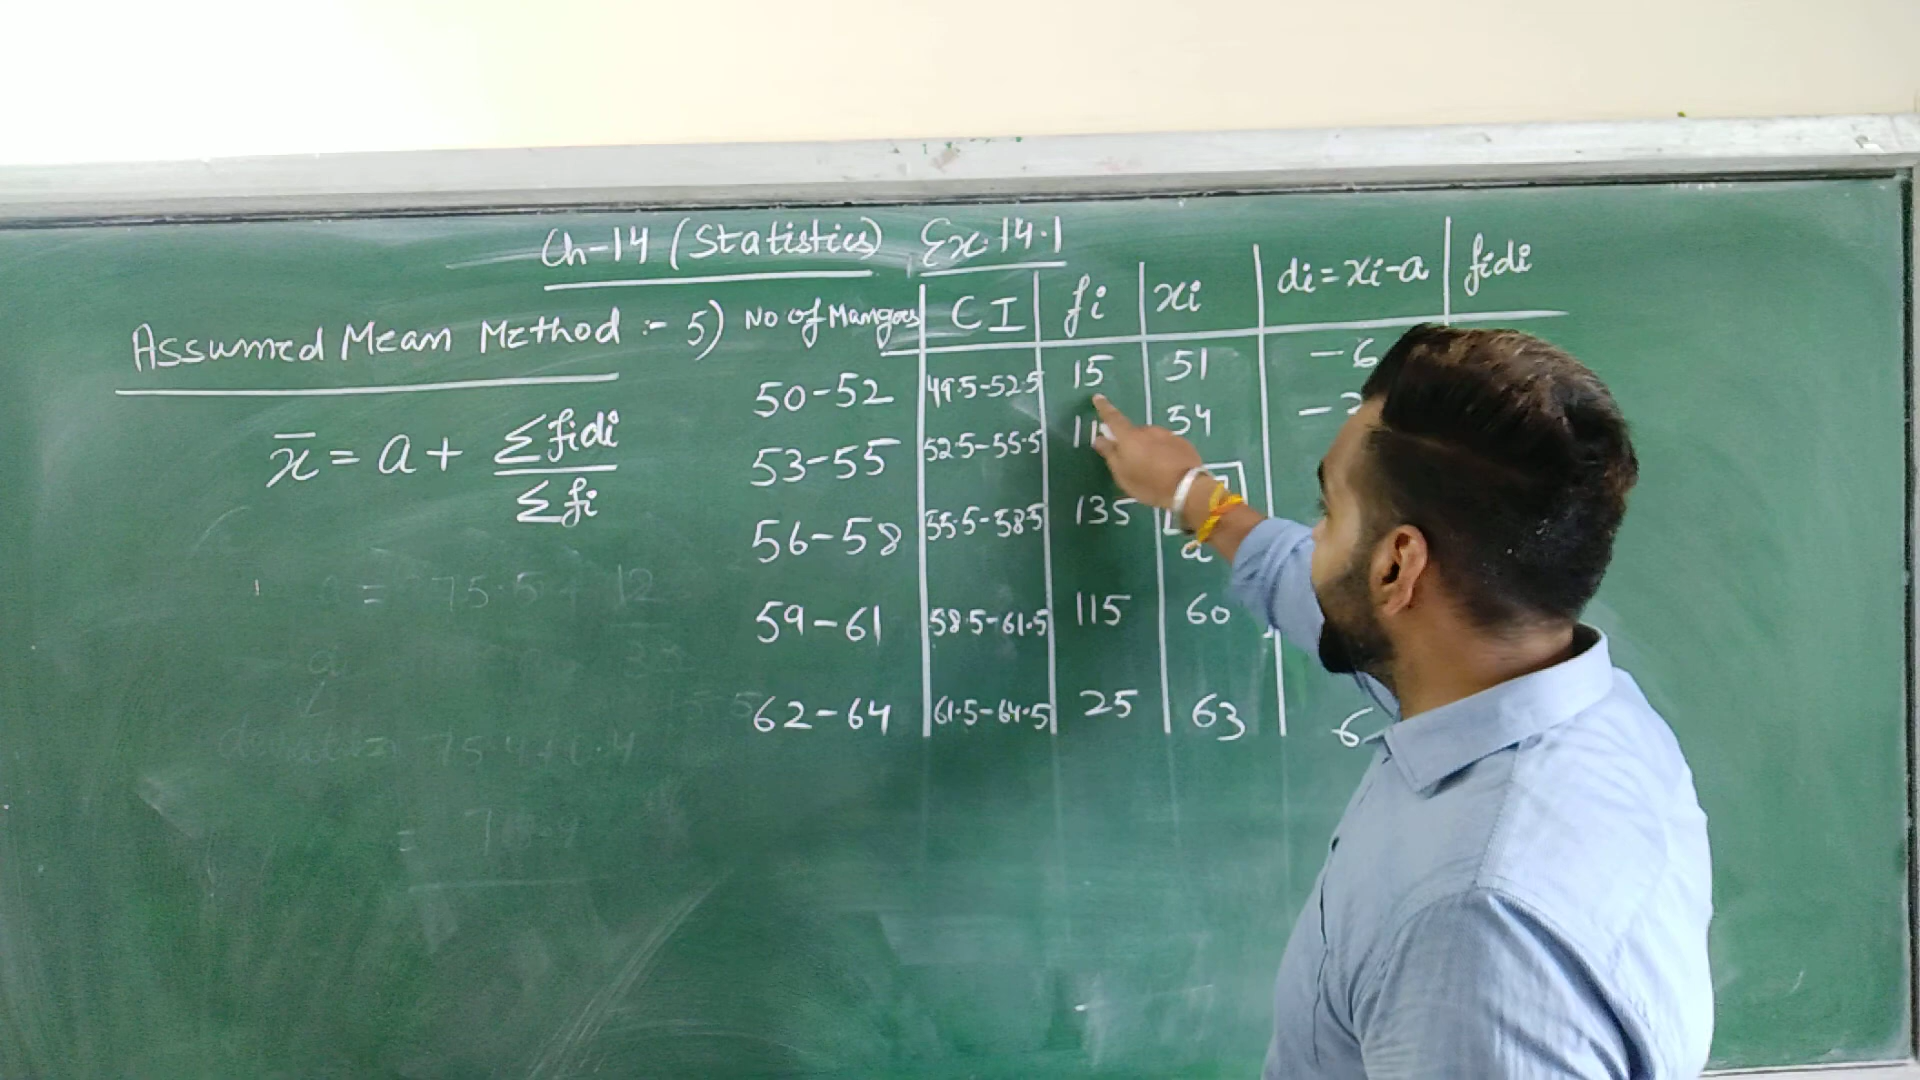 Ch-14 (Statistics) Ex.14.1
Assumed Mean Method :- 5) No of Mangoes CI fi xi di=xi-a fidi
50-52 49.5-52.5 15 51 -6
53-55 52.5-55.5 54
x̄ = a + Σfidi / Σfi
56-58 55.5-58.5 135
a
59-61 58.5-61.5 115 60
62-64 61.5-64.5 25 63 6